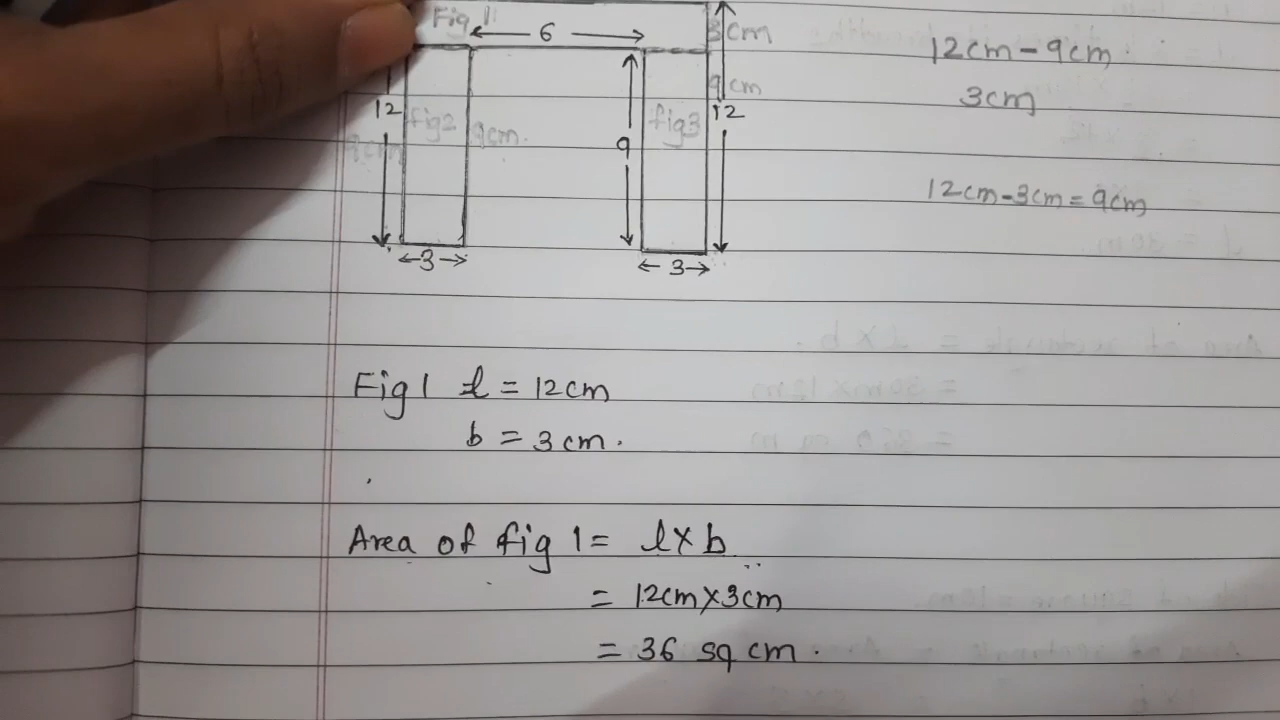 Fig 1
6
3cm
12cm - 9cm.
3cm
9cm
12
fig2
9cm.
9
fig3
12
9cm
12cm - 3cm = 9cm
3
3
Fig 1 l = 12cm
b = 3cm.
Area of fig 1 = l×b
= 12cm×3cm
= 36 sq cm.